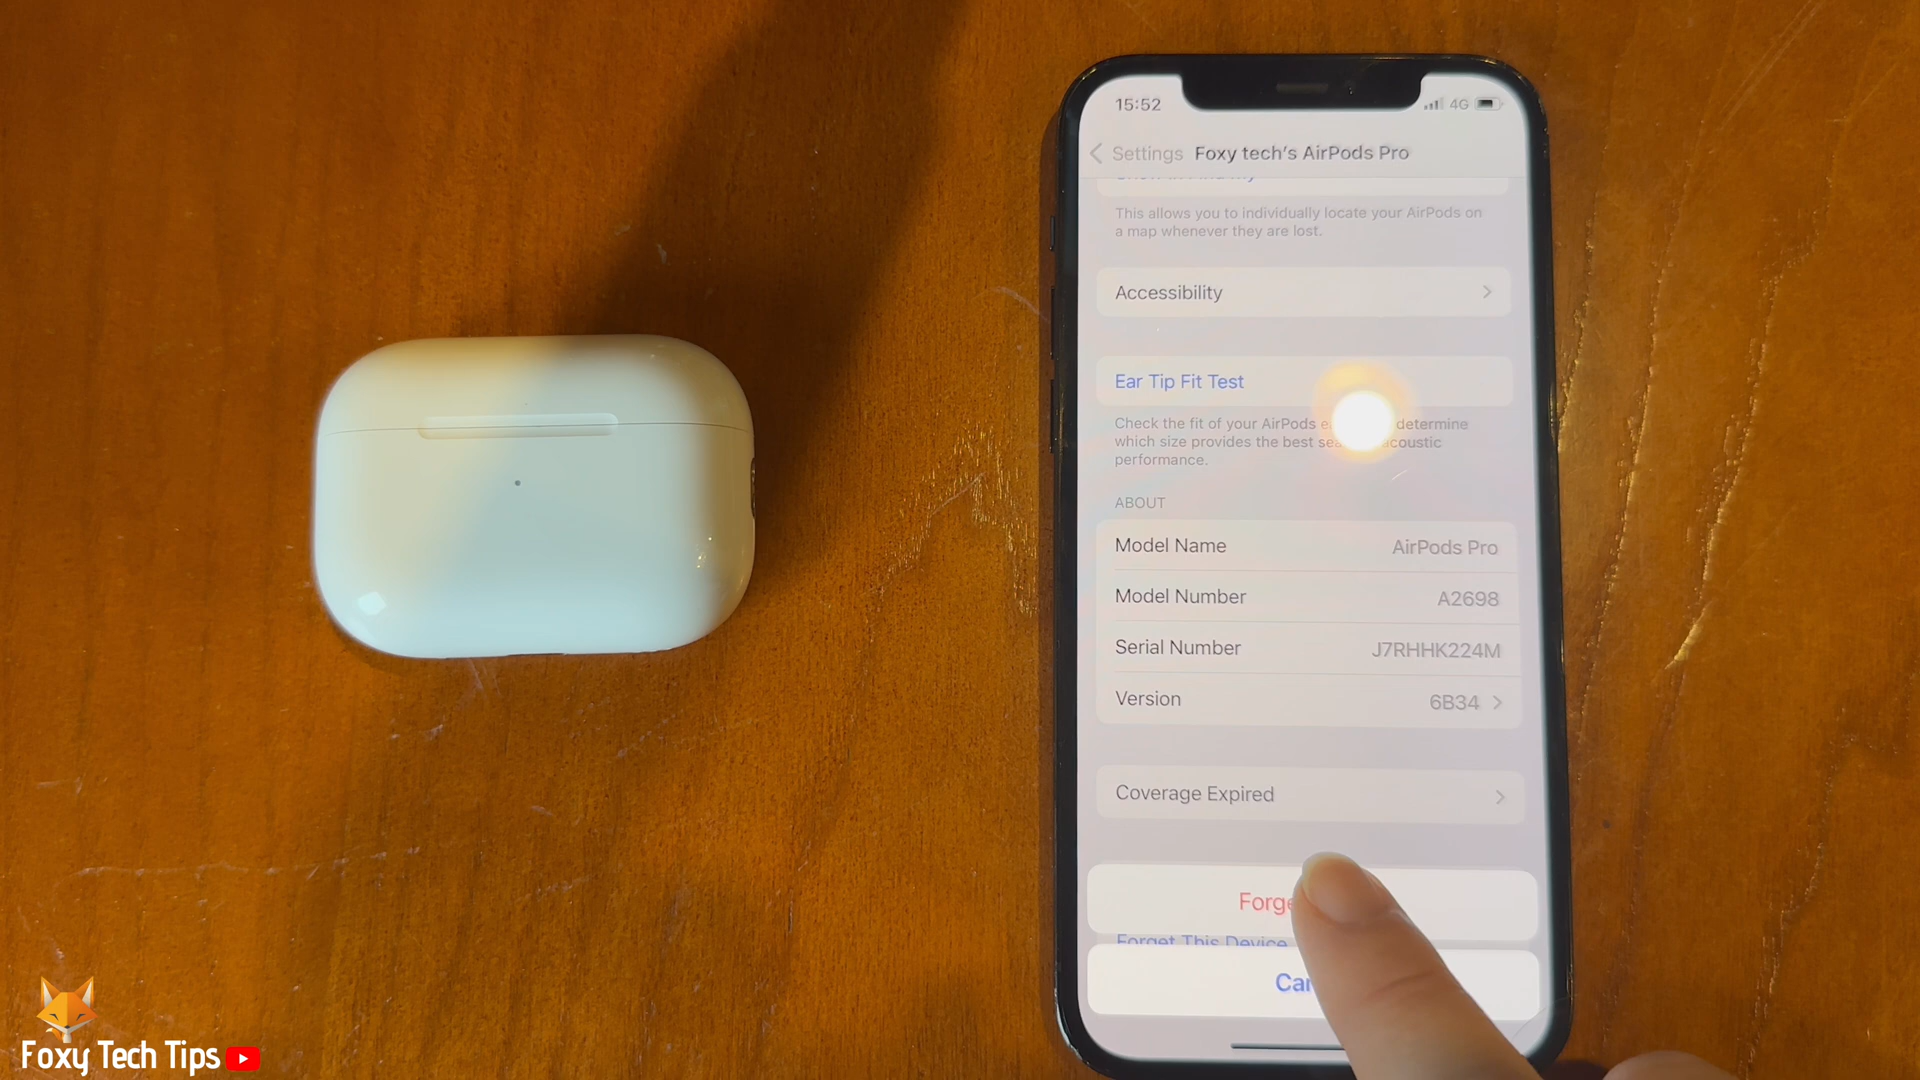 15:52
4G
Settings
Foxy tech's AirPods Pro
This allows you to individually locate your AirPods on
a map whenever they are lost.
Accessibility
Ear Tip Fit Test
Check the fit of your AirPods determine
which size provides the best acoustic
performance.
ABOUT
Model Name AirPods Pro
Model Number A2698
Serial Number J7RHHK224M
Version 6B34
Coverage Expired
Forge
Forget This Device
Can
Foxy Tech Tips